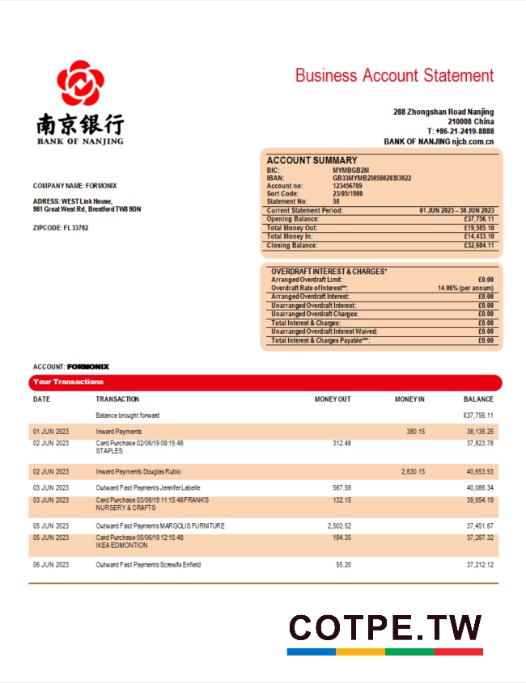 Business Account Statement
南京银行
BANK OF NANJING
288 Zhongshan Road Nanjing
210008 China
T: +86-21-2419-8888
BANK OF NANJING njcb.com.cn
COMPANY NAME: FORMONIX
ADRESS: WEST Link House,
981 Great West Rd, Brentford TW8 9DN
ZIPCODE: FL 33702
ACCOUNT SUMMARY
BIC: MYMBGB2M
IBAN: GB33MYMB23058020353822
Account no: 123456789
Sort Code: 23/05/1980
Statement No: 58
Current Statement Period: 01 JUN 2023 – 30 JUN 2023
Opening Balance: £37,756.11
Total Money Out: £19,585.10
Total Money In: £14,433.10
Closing Balance: £32,604.11
OVERDRAFT INTEREST & CHARGES*
Arranged Overdraft Limit: £0.00
Overdraft Rate of Interest**: 14.06% (per annum)
Arranged Overdraft Interest: £0.00
Unarranged Overdraft Interest: £0.00
Unarranged Overdraft Charges: £0.00
Total Interest & Charges: £0.00
Unarranged Overdraft Interest Waived: £0.00
Total Interest & Charges Payable***: £0.00
ACCOUNT: FORMONIX
Your Transactions
DATE TRANSACTION MONEY OUT MONEY IN BALANCE
Balance brought forward £37,756.11
01 JUN 2023 Inward Payments 380.15 38,136.26
02 JUN 2023 Card Purchase 02/06/19 09:15:48 312.48 37,823.78
STAPLES
02 JUN 2023 Inward Payments Douglas Rubio 2,830.15 40,653.93
03 JUN 2023 Outward Fast Payments Jennifer Labelle 567.59 40,086.34
03 JUN 2023 Card Purchase 03/06/19 11:15:48 FRANKS 132.15 39,954.19
NURSERY & CRAFTS
05 JUN 2023 Outward Fast Payments MARGOLIS FURNITURE 2,502.52 37,451.67
05 JUN 2023 Card Purchase 05/06/19 12:15:48 184.35 37,267.32
IKEA EDMONTION
06 JUN 2023 Outward Fast Payments Screwfix Enfield 55.20 37,212.12
COTPE.TW